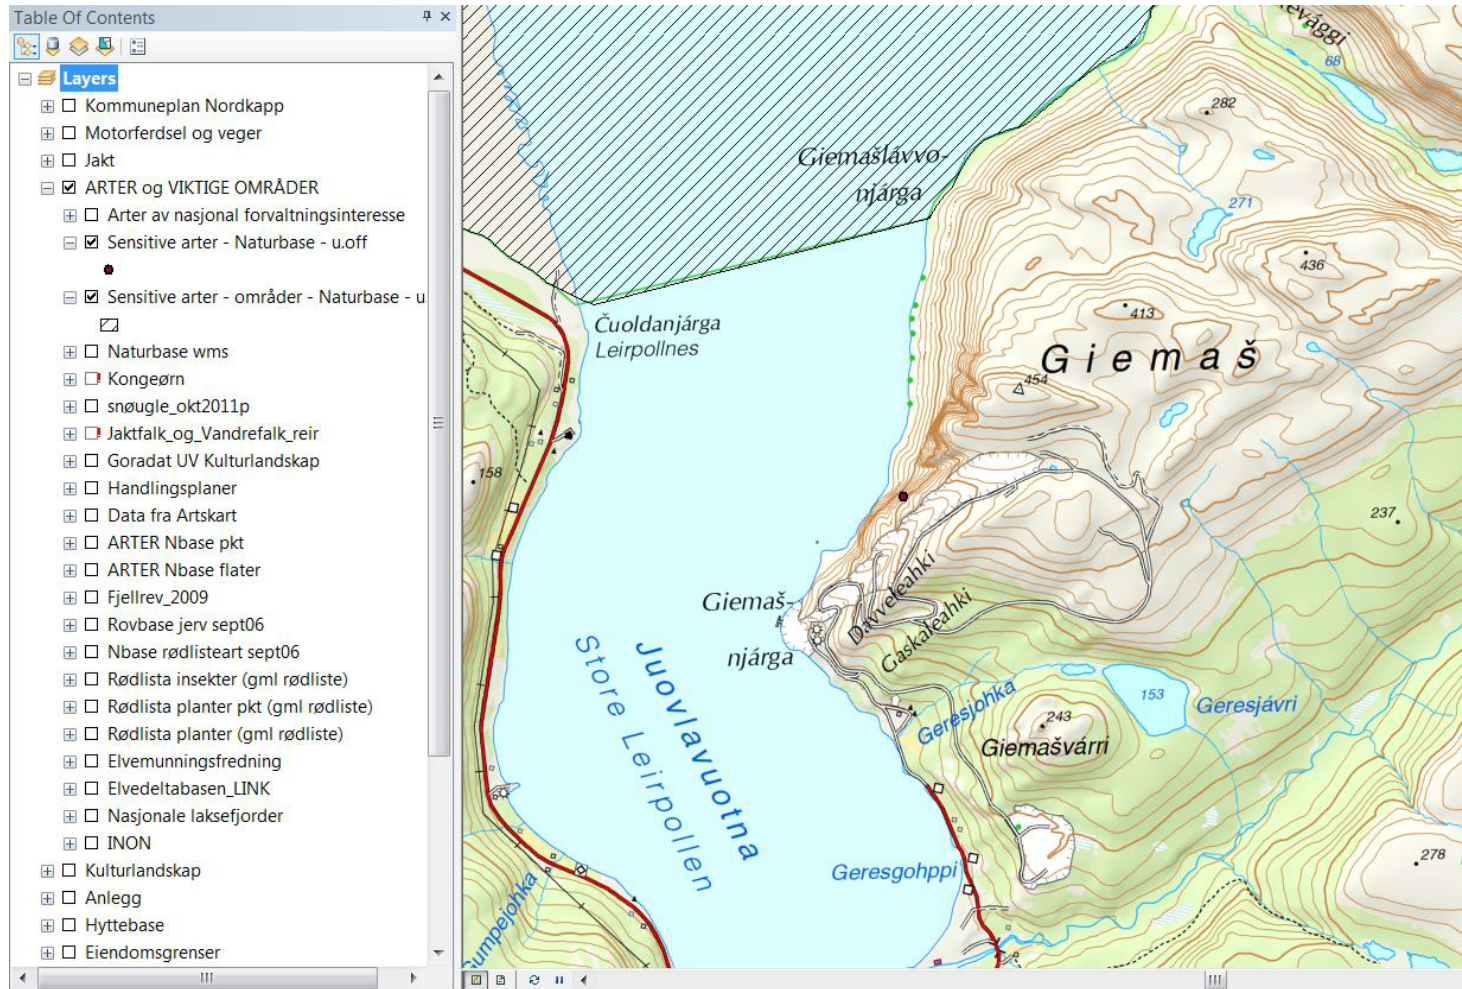 Table Of Contents
Layers
Kommuneplan Nordkapp
Motorferdsel og veger
Jakt
ARTER og VIKTIGE OMRÅDER
Arter av nasjonal forvaltningsinteresse
Sensitive arter - Naturbase - u.off
Sensitive arter - områder - Naturbase - u
Naturbase wms
Kongeørn
snøugle_okt2011p
Jaktfalk_og_Vandrefalk_reir
Goradat UV Kulturlandskap
Handlingsplaner
Data fra Artskart
ARTER Nbase pkt
ARTER Nbase flater
Fjellrev_2009
Rovbase jerv sept06
Nbase rødlisteart sept06
Rødlista insekter (gml rødliste)
Rødlista planter pkt (gml rødliste)
Rødlista planter (gml rødliste)
Elvemunningsfredning
Elvedeltabasen_LINK
Nasjonale laksefjorder
INON
Kulturlandskap
Anlegg
Hyttebase
Eiendomsgrenser
68
282
Giemašlávvo-
njárga
271
436
413
Čuoldanjárga
Leirpollnes
Giemaš
454
158
237
Giemaš-
njárga
Davveleahki
Gaskaleahki
Juovlavuotna
Store Leirpollen
Geresjohka
153
Geresjávri
243
Giemašvárri
278
Geresgohppi
Gumpejohka